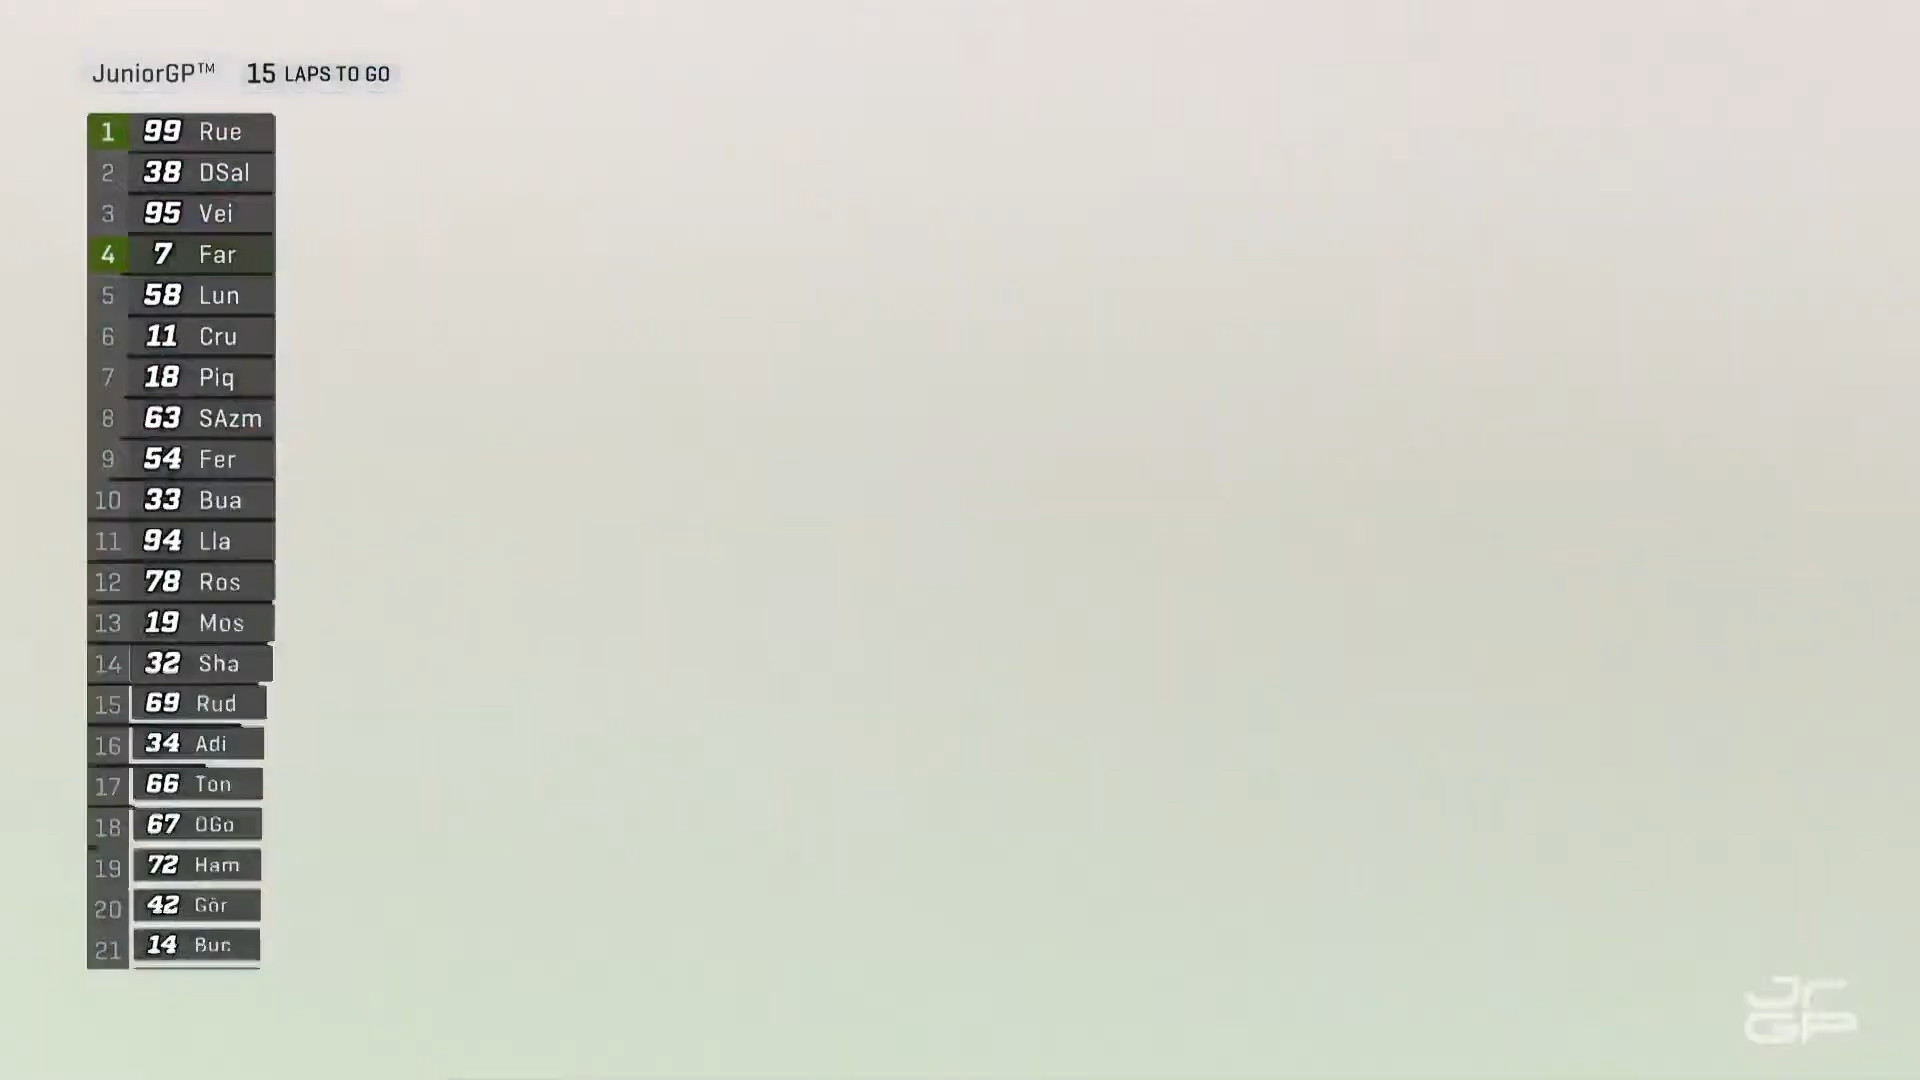 JuniorGP™ 15 LAPS TO GO
1 99 Rue
2 38 DSal
3 95 Vei
4 7 Far
5 58 Lun
6 11 Cru
7 18 Piq
8 63 SAzm
9 54 Fer
10 33 Bua
11 94 Lla
12 78 Ros
13 19 Mos
14 32 Sha
15 69 Rud
16 34 Adi
17 66 Ton
18 67 OGo
19 72 Ham
20 42 Gör
21 14 Buc
JrGP